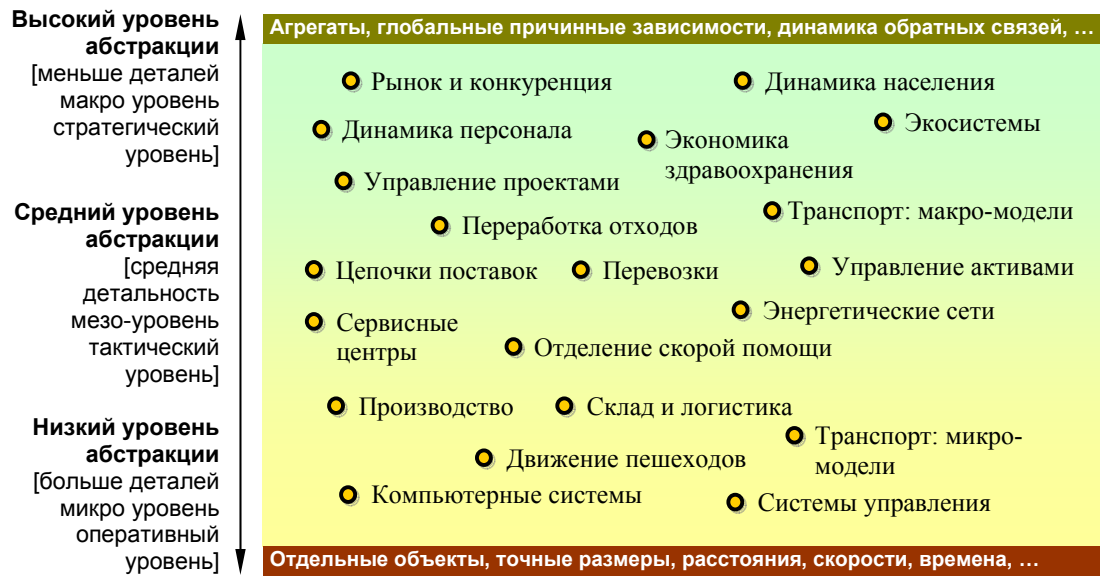 Высокий уровень
абстракции
[меньше деталей
макро уровень
стратегический
уровень]
Средний уровень
абстракции
[средняя
детальность
мезо-уровень
тактический
уровень]
Низкий уровень
абстракции
[больше деталей
микро уровень
оперативный
уровень]
Агрегаты, глобальные причинные зависимости, динамика обратных связей, …
Рынок и конкуренция
Динамика населения
Динамика персонала
Экономика
здравоохранения
Экосистемы
Управление проектами
Переработка отходов
Транспорт: макро-модели
Цепочки поставок
Перевозки
Управление активами
Сервисные
центры
Энергетические сети
Отделение скорой помощи
Производство
Склад и логистика
Транспорт: микро-
модели
Движение пешеходов
Компьютерные системы
Системы управления
Отдельные объекты, точные размеры, расстояния, скорости, времена, …